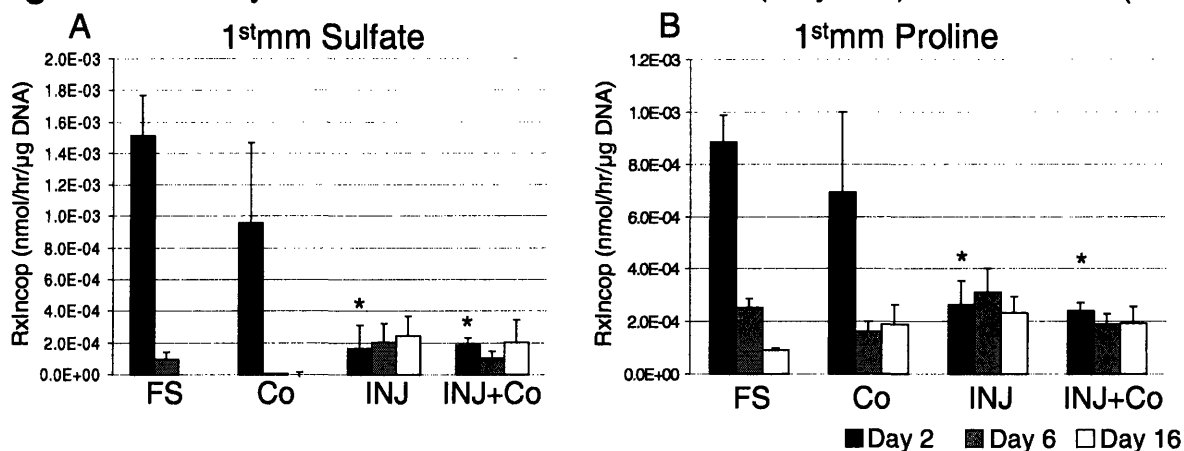 A
1st mm Sulfate
RxIncop (nmol/hr/µg DNA)
2.0E-03
1.8E-03
1.6E-03
1.4E-03
1.2E-03
1.0E-03
8.0E-04
6.0E-04
4.0E-04
2.0E-04
0.0E+00
*
*
FS Co INJ INJ+Co
B
1st mm Proline
RxIncop (nmol/hr/µg DNA)
1.2E-03
1.0E-03
8.0E-04
6.0E-04
4.0E-04
2.0E-04
0.0E+00
*
*
FS Co INJ INJ+Co
Day 2 Day 6 Day 16